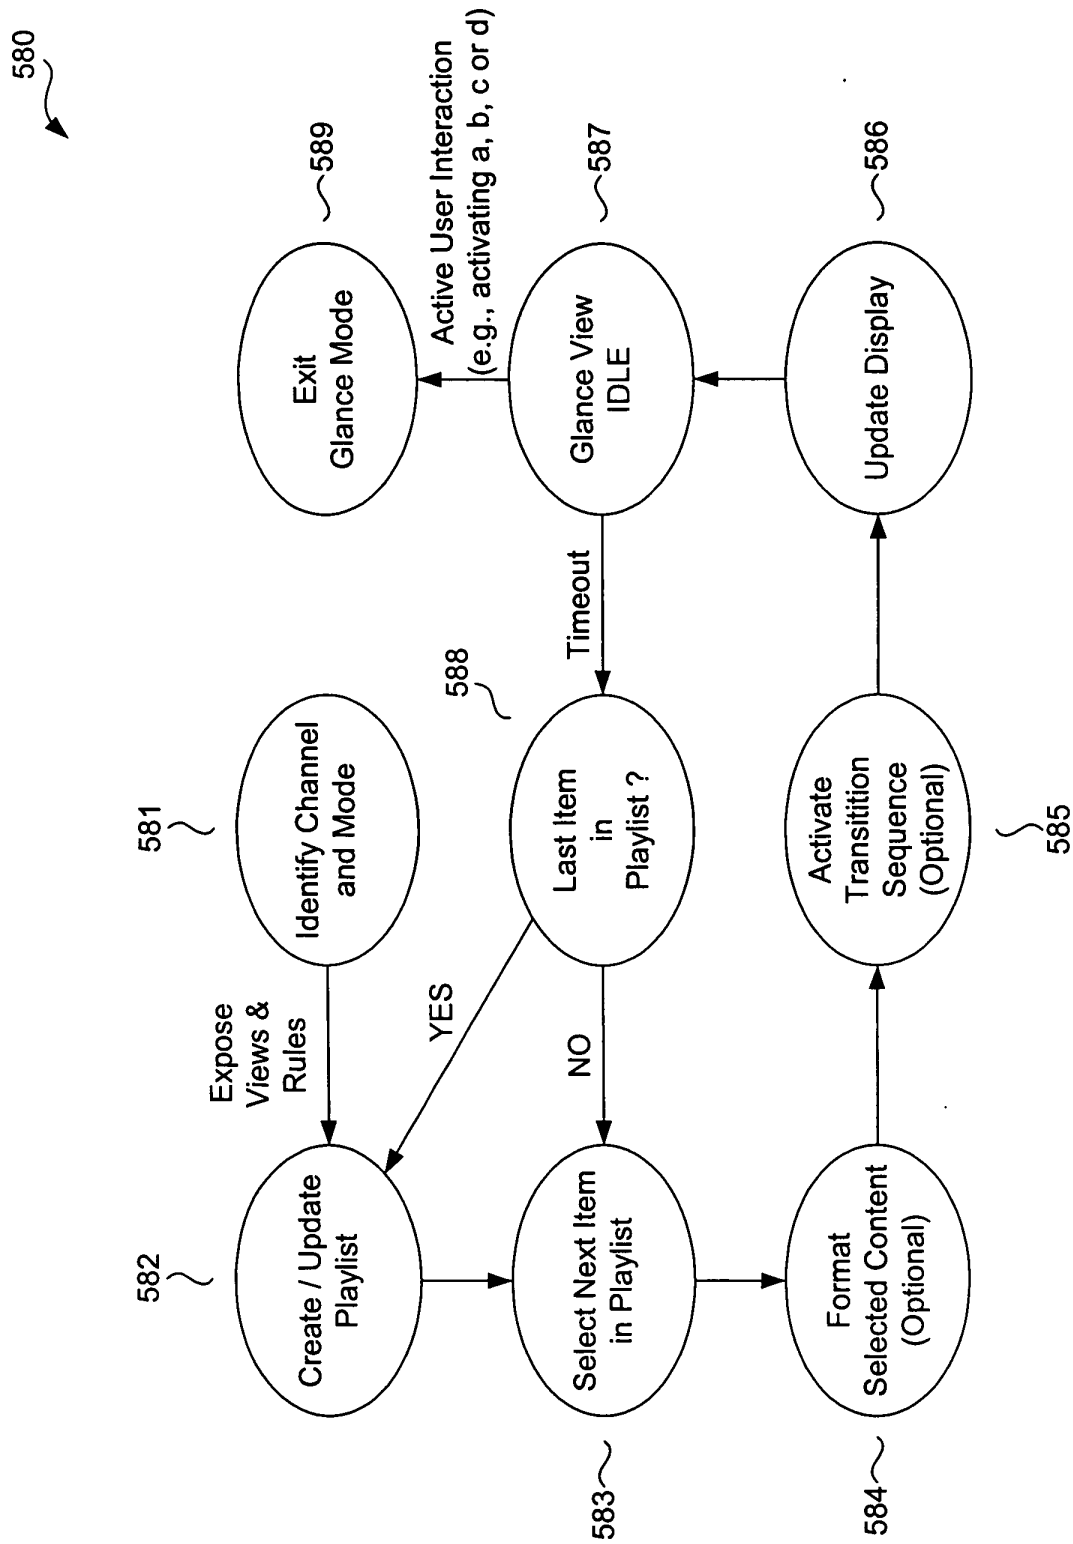 580
581
Identify Channel
and Mode
Expose
Views &
Rules
582
Create / Update
Playlist
583
Select Next Item
in Playlist
584
Format
Selected Content
(Optional)
585
Activate
Transitition
Sequence
(Optional)
586
Update Display
587
Glance View
IDLE
Timeout
588
Last Item
in
Playlist ?
YES
NO
Active User Interaction
(e.g., activating a, b, c or d)
589
Exit
Glance Mode